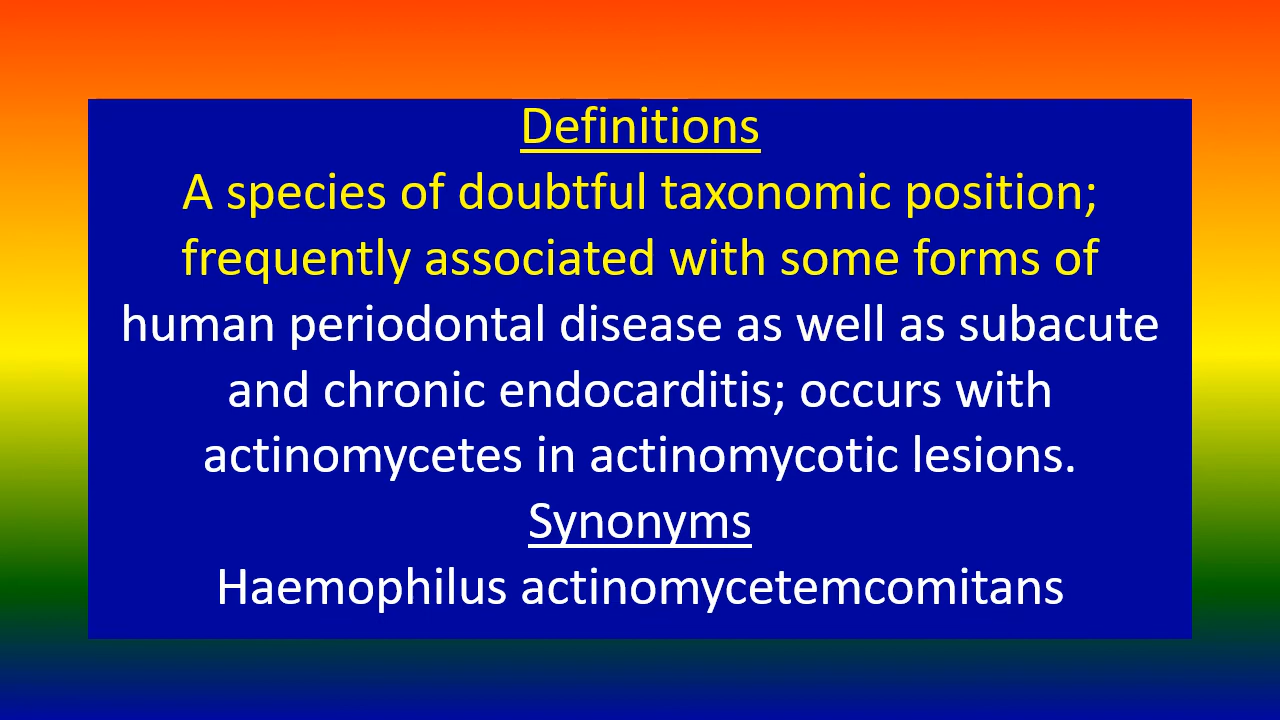 Definitions
A species of doubtful taxonomic position;
frequently associated with some forms of
human periodontal disease as well as subacute
and chronic endocarditis; occurs with
actinomycetes in actinomycotic lesions.
Synonyms
Haemophilus actinomycetemcomitans